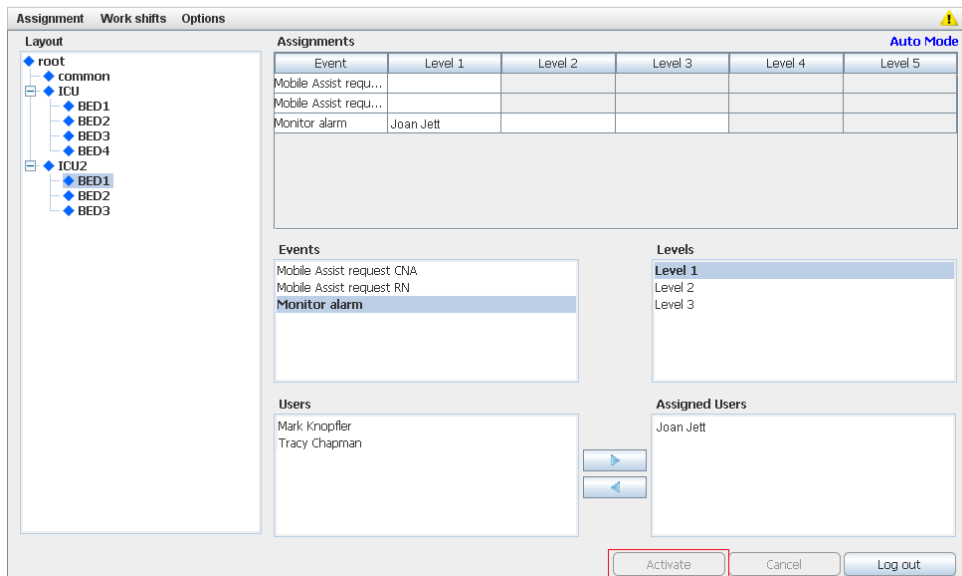 Assignment Work shifts Options
Layout
root
common
ICU
BED1
BED2
BED3
BED4
ICU2
BED1
BED2
BED3
Assignments Auto Mode
Event Level 1 Level 2 Level 3 Level 4 Level 5
Mobile Assist requ...
Mobile Assist requ...
Monitor alarm Joan Jett
Events
Mobile Assist request CNA
Mobile Assist request RN
Monitor alarm
Levels
Level 1
Level 2
Level 3
Users
Mark Knopfler
Tracy Chapman
Assigned Users
Joan Jett
Activate Cancel Log out